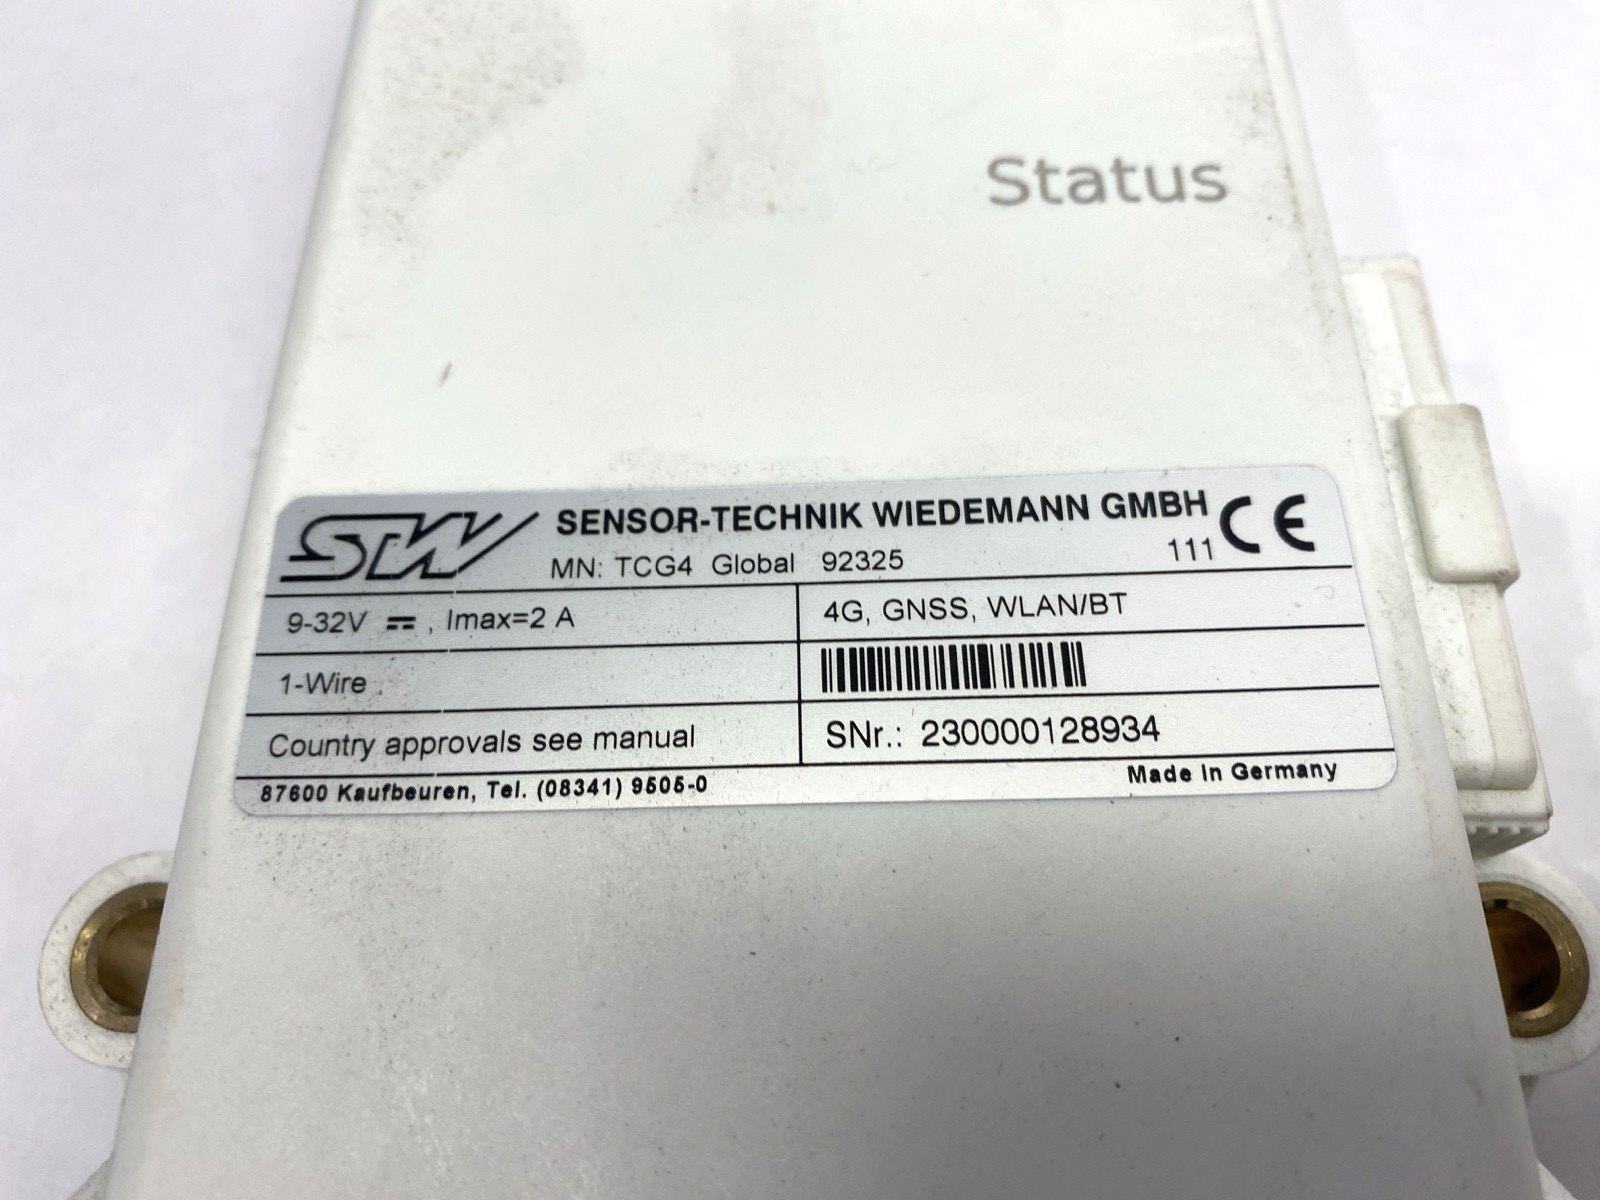 Status
STW SENSOR-TECHNIK WIEDEMANN GMBH
MN: TCG4 Global 92325 111 CE
9-32V ⎓ , Imax=2 A
4G, GNSS, WLAN/BT
1-Wire
Country approvals see manual
SNr.: 230000128934
87600 Kaufbeuren, Tel. (08341) 9505-0
Made in Germany